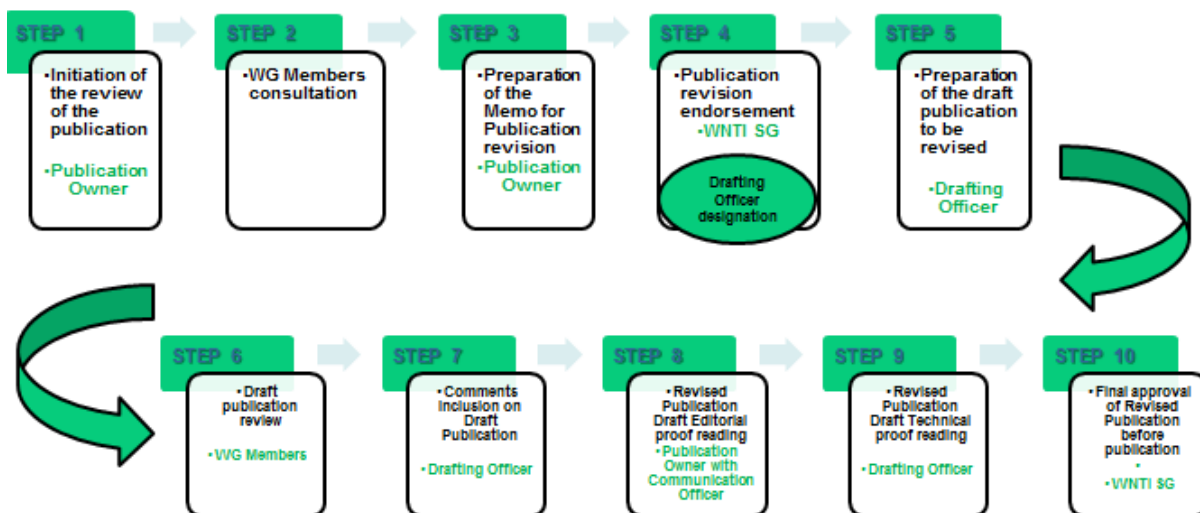 STEP 1
•Initiation of
the review
of the
publication
•Publication
Owner
STEP 2
•WG Members
consultation
STEP 3
•Preparation
of the
Memo for
Publication
revision
•Publication
Owner
STEP 4
•Publication
revision
endorsement
•WNTI SG
Drafting
Officer
designation
STEP 5
•Preparation
of the draft
publication
to be
revised
•Drafting
Officer
STEP 6
•Draft
publication
review
•WG Members
STEP 7
•Comments
Inclusion on
Draft
Publication
•Drafting Officer
STEP 8
•Revised
Publication
Draft Editorial
proof reading
•Publication
Owner with
Communication
Officer
STEP 9
•Revised
Publication
Draft Technical
proof reading
•Drafting Officer
STEP 10
•Final approval
of Revised
Publication
before
publication
•
•WNTI SG